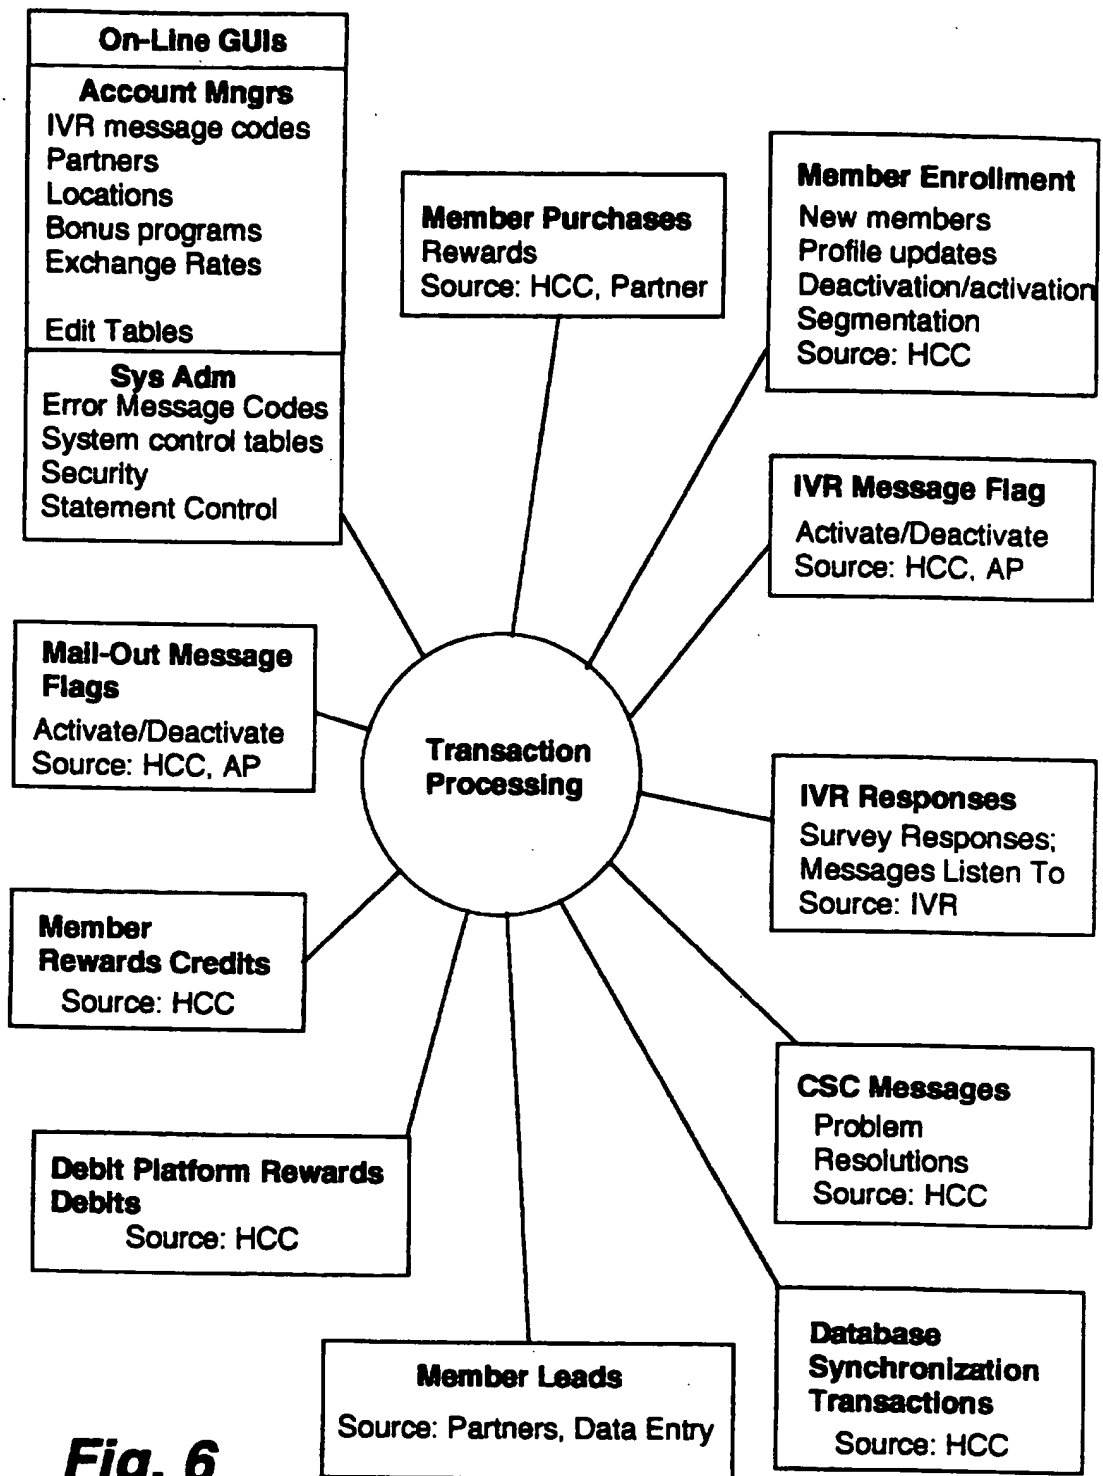 On-Line GUIs
Account Mngrs
IVR message codes
Partners
Locations
Bonus programs
Exchange Rates
Edit Tables
Sys Adm
Error Message Codes
System control tables
Security
Statement Control
Member Purchases
Rewards
Source: HCC, Partner
Member Enrollment
New members
Profile updates
Deactivation/activation
Segmentation
Source: HCC
IVR Message Flag
Activate/Deactivate
Source: HCC, AP
Mail-Out Message
Flags
Activate/Deactivate
Source: HCC, AP
Transaction
Processing
IVR Responses
Survey Responses;
Messages Listen To
Source: IVR
Member
Rewards Credits
Source: HCC
CSC Messages
Problem
Resolutions
Source: HCC
Debit Platform Rewards
Debits
Source: HCC
Database
Synchronization
Transactions
Source: HCC
Member Leads
Source: Partners, Data Entry
Fig. 6